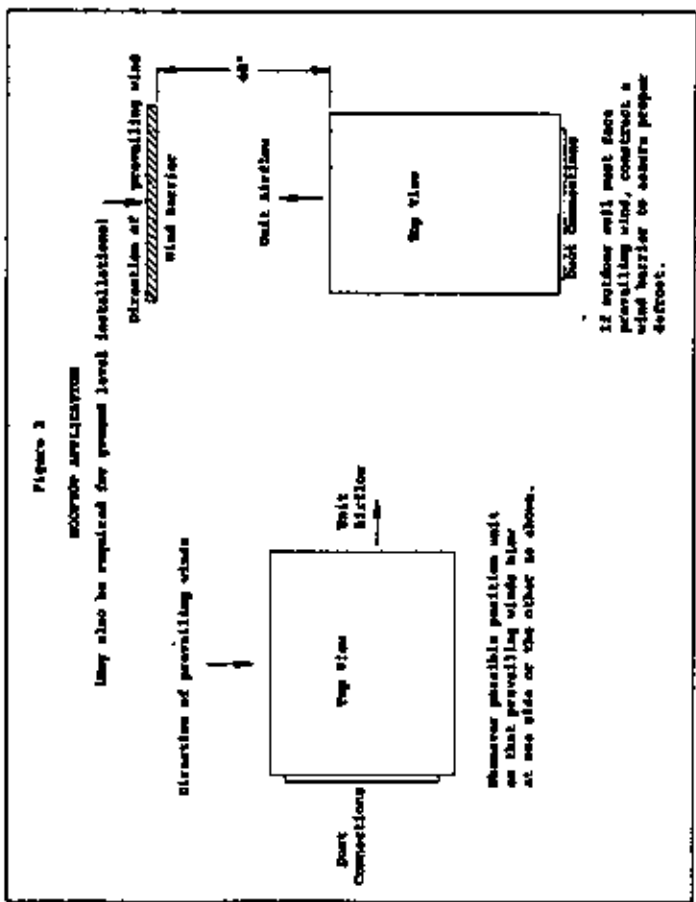 Figure
ROOFTOP APPLICATION
(May also be required for ground level installations)
Direction of prevailing winds
Unit
Airflow
Top View
Duct
Connections
Whenever possible position unit
so that prevailing winds blow
at one side or the other as shown.
Direction of prevailing wind
Wind Barrier
Unit Airflow
Top View
Duct Connections
If outdoor coil must face
prevailing wind, construct a
wind barrier to assure proper
defrost.